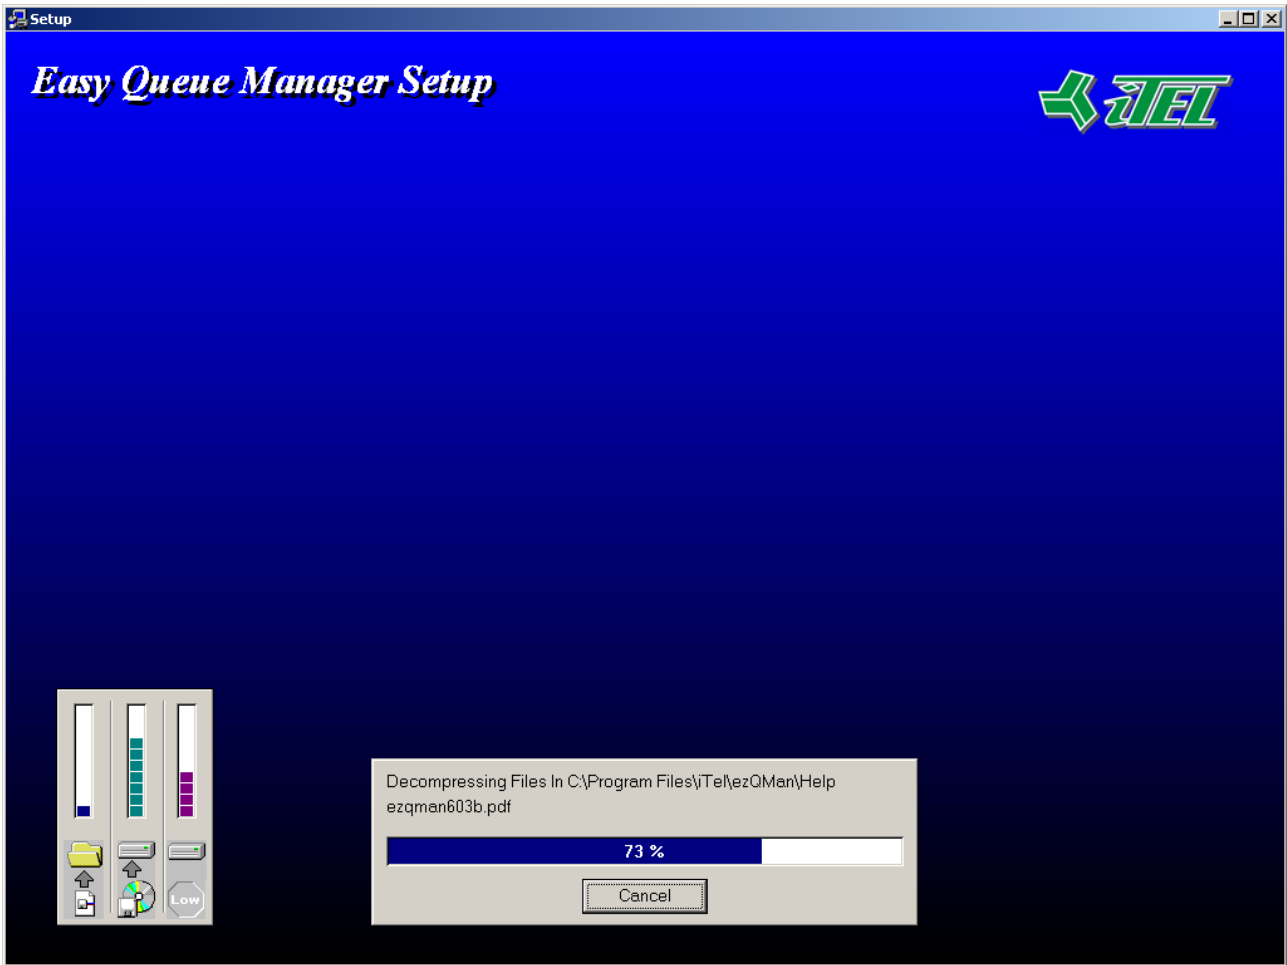 Setup
Easy Queue Manager Setup
iTEL
Decompressing Files In C:\Program Files\iTel\ezQMan\Help
ezqman603b.pdf
73 %
Cancel
Low